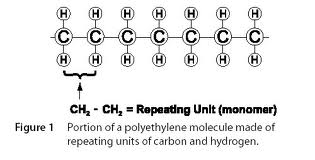 H H H H H H H
C C C C C C C
H H H H H H H
CH₂ - CH₂ = Repeating Unit (monomer)
Figure 1 Portion of a polyethylene molecule made of
repeating units of carbon and hydrogen.